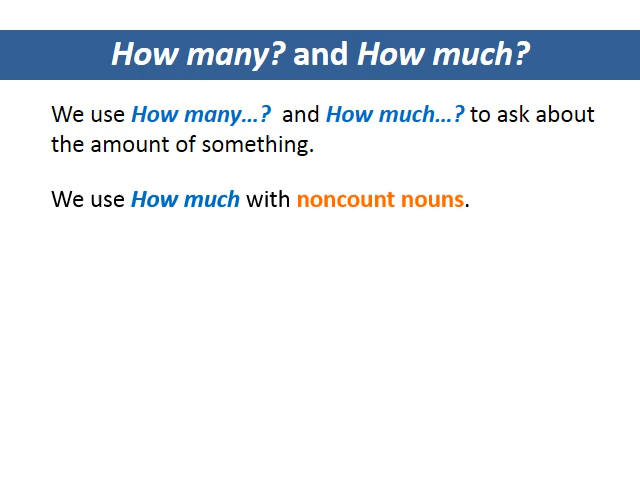 How many? and How much?
We use How many…? and How much…? to ask about
the amount of something.
We use How much with noncount nouns.